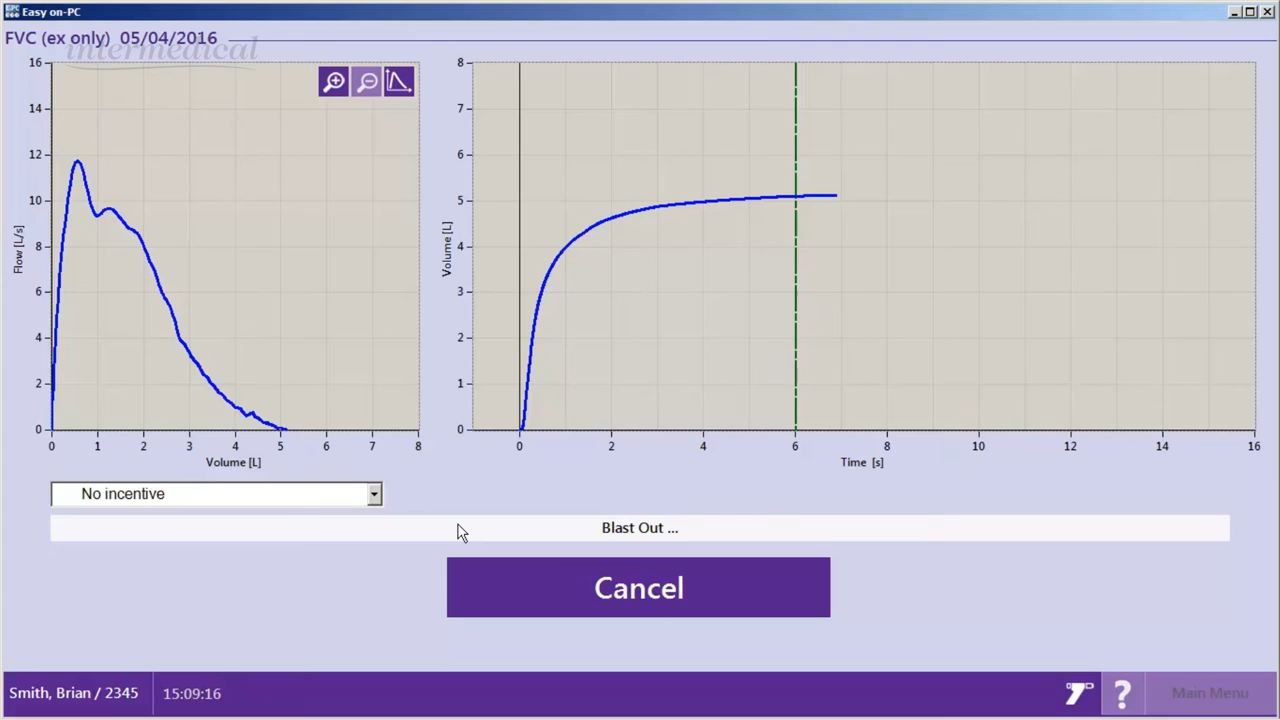 Easy on-PC
FVC (ex only) 05/04/2016
intermedical
16
14
12
10
8
6
4
2
0
Flow [L/s]
0 1 2 3 4 5 6 7 8
Volume [L]
8
7
6
5
4
3
2
1
0
Volume [L]
0 2 4 6 8 10 12 14 16
Time [s]
No incentive
Blast Out ...
Cancel
Smith, Brian / 2345
15:09:16
?
Main Menu